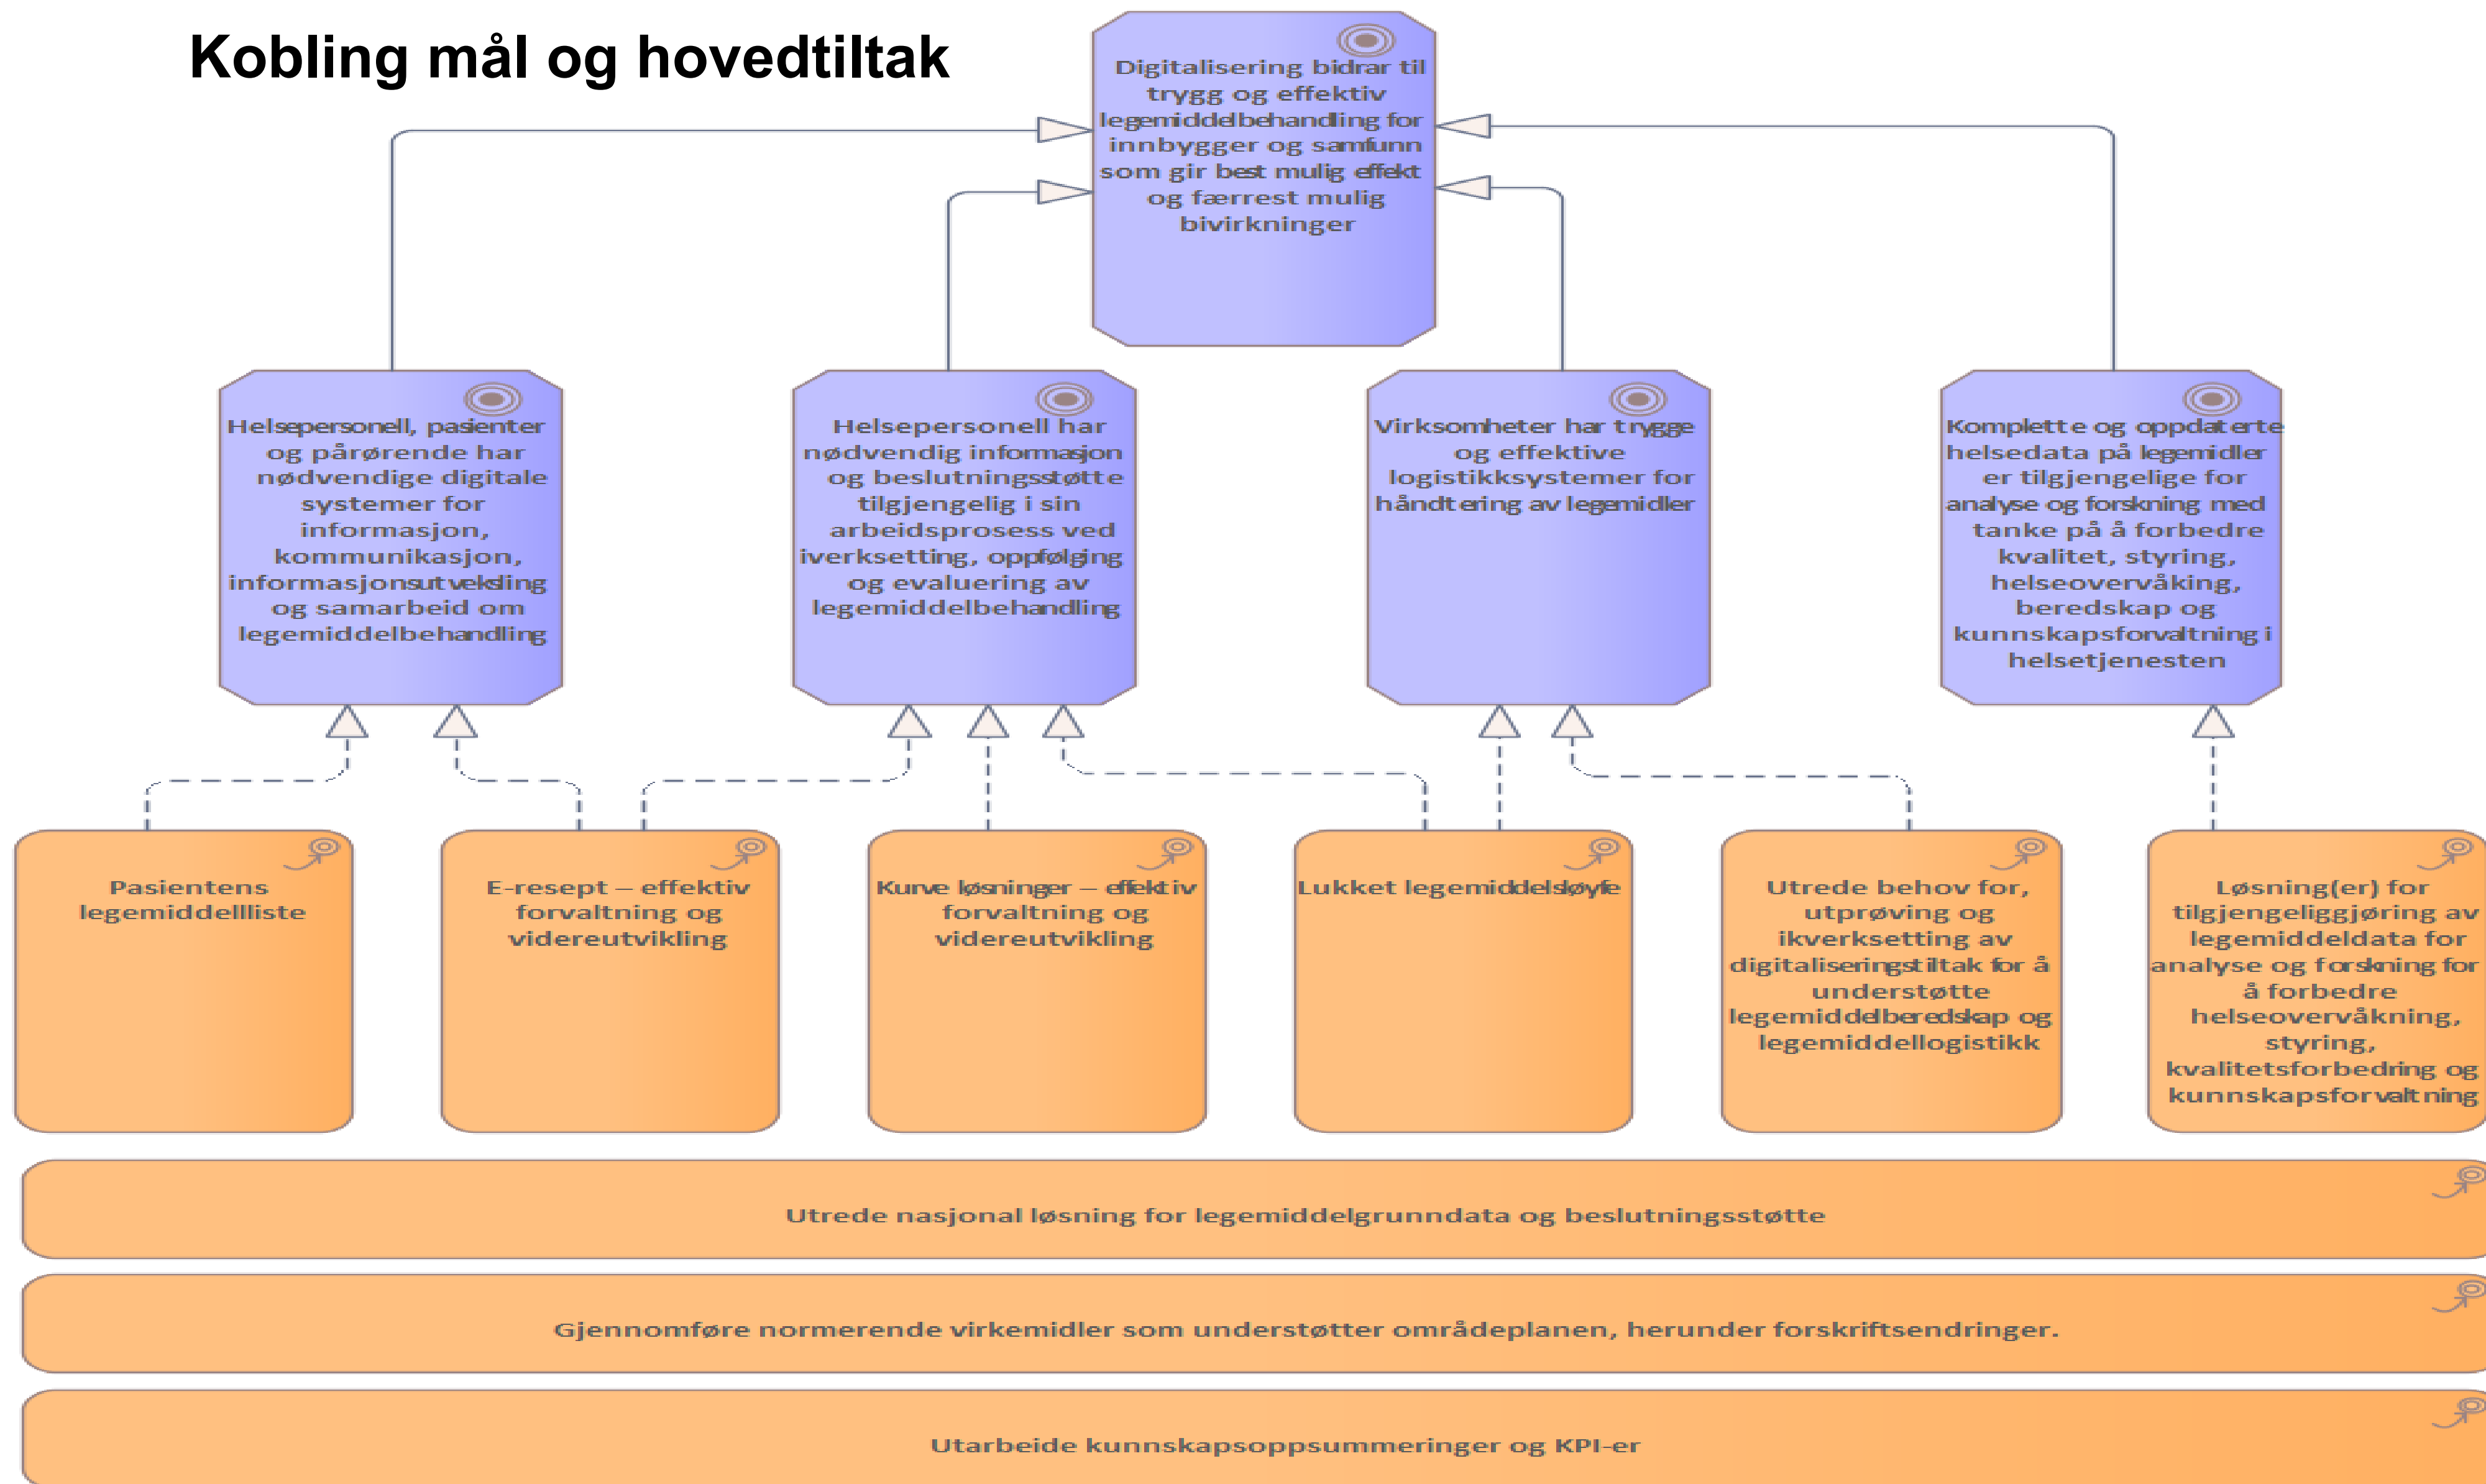 Kobling mål og hovedtiltak
Digitalisering bidrar til
trygg og effektiv
legemiddelbehandling for
innbygger og samfunn
som gir best mulig effekt
og færrest mulig
bivirkninger
Helsepersonell, pasienter
og pårørende har
nødvendige digitale
systemer for
informasjon,
kommunikasjon,
informasjonsutveksling
og samarbeid om
legemiddelbehandling
Helsepersonell har
nødvendig informasjon
og beslutningsstøtte
tilgjengelig i sin
arbeidsprosess ved
iverksetting, oppfølging
og evaluering av
legemiddelbehandling
Virksomheter har trygge
og effektive
logistikksystemer for
håndtering av legemidler
Komplette og oppdaterte
helsedata på legemidler
er tilgjengelige for
analyse og forskning med
tanke på å forbedre
kvalitet, styring,
helseovervåking,
beredskap og
kunnskapsforvaltning i
helsetjenesten
Pasientens
legemiddellliste
E-resept – effektiv
forvaltning og
videreutvikling
Kurve løsninger – effektiv
forvaltning og
videreutvikling
Lukket legemiddelsløyfe
Utrede behov for,
utprøving og
ikverksetting av
digitaliseringstiltak for å
understøtte
legemiddelberedskap og
legemiddellogistikk
Løsning(er) for
tilgjengeliggjøring av
legemiddeldata for
analyse og forskning for
å forbedre
helseovervåkning,
styring,
kvalitetsforbedring og
kunnskapsforvaltning
Utrede nasjonal løsning for legemiddelgrunndata og beslutningsstøtte
Gjennomføre normerende virkemidler som understøtter områdeplanen, herunder forskriftsendringer.
Utarbeide kunnskapsoppsummeringer og KPI-er